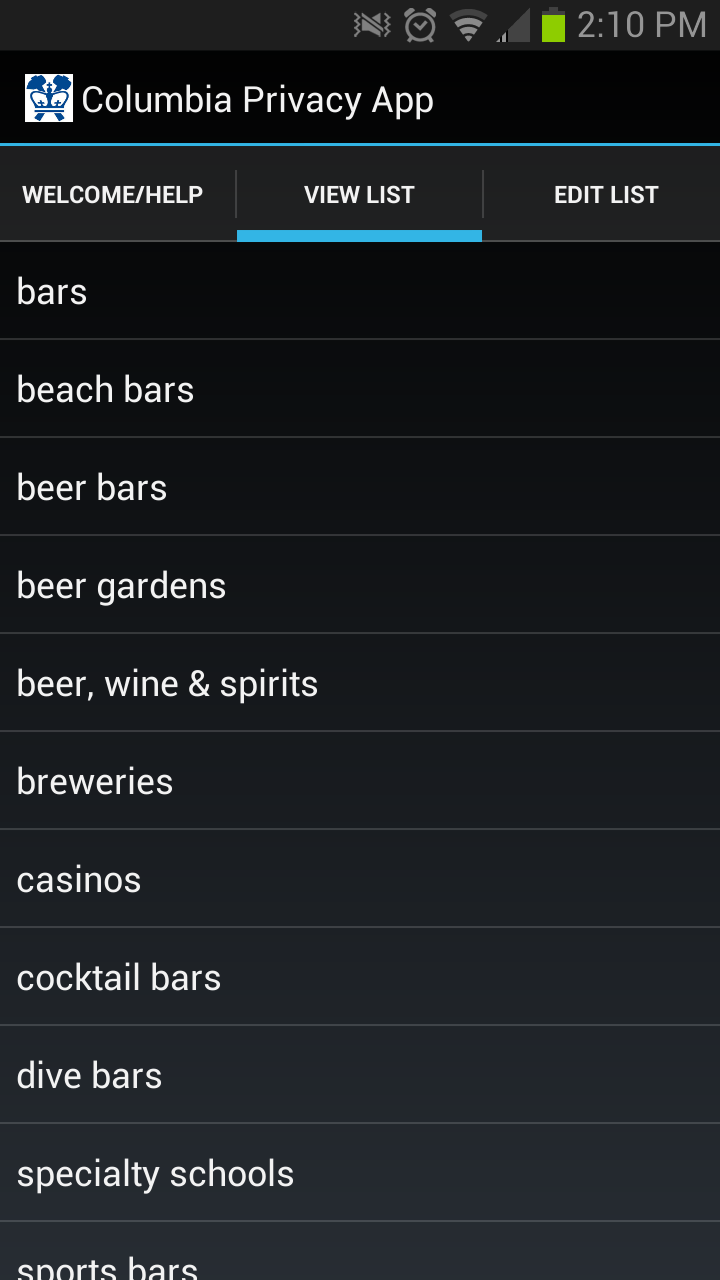 2:10 PM
Columbia Privacy App
WELCOME/HELP VIEW LIST EDIT LIST
bars
beach bars
beer bars
beer gardens
beer, wine & spirits
breweries
casinos
cocktail bars
dive bars
specialty schools
sports bars